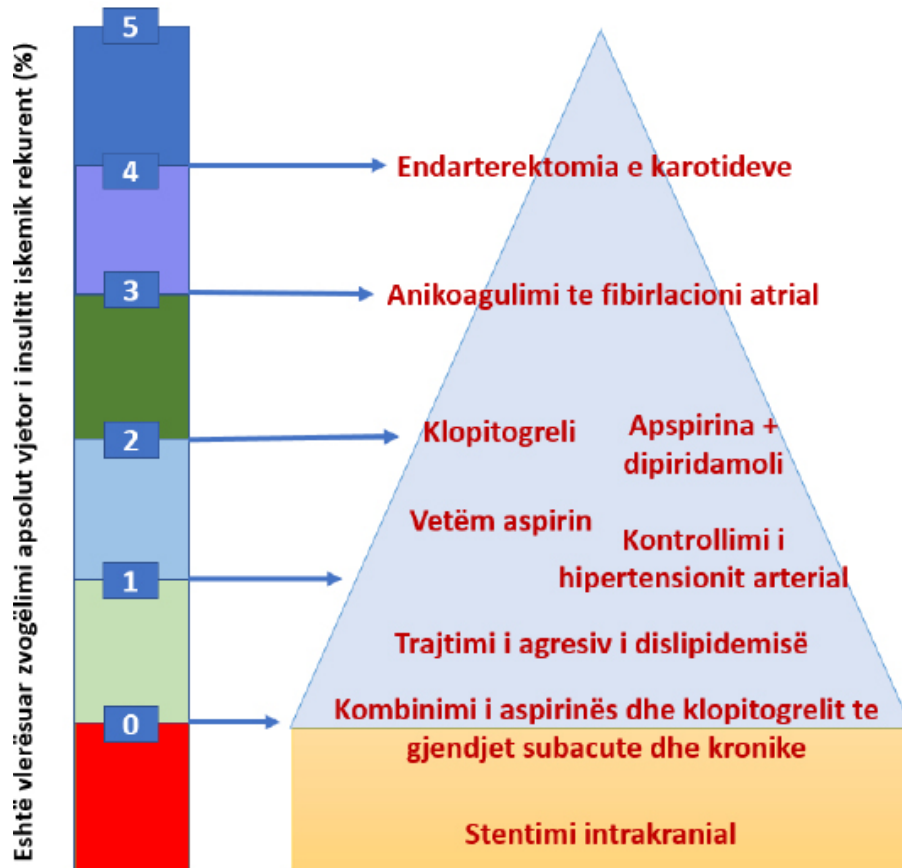 Eshtë vlerësuar zvogëlimi apsolut vjetor i insultit iskemik rekurent (%)
5
4
3
2
1
0
Endarterektomia e karotideve
Anikoagulimi te fibirlacioni atrial
Klopitogreli
Apspirina +
dipiridamoli
Vetëm aspirin
Kontrollimi i
hipertensionit arterial
Trajtimi i agresiv i dislipidemisë
Kombinimi i aspirinës dhe klopitogrelit te
gjendjet subacute dhe kronike
Stentimi intrakranial